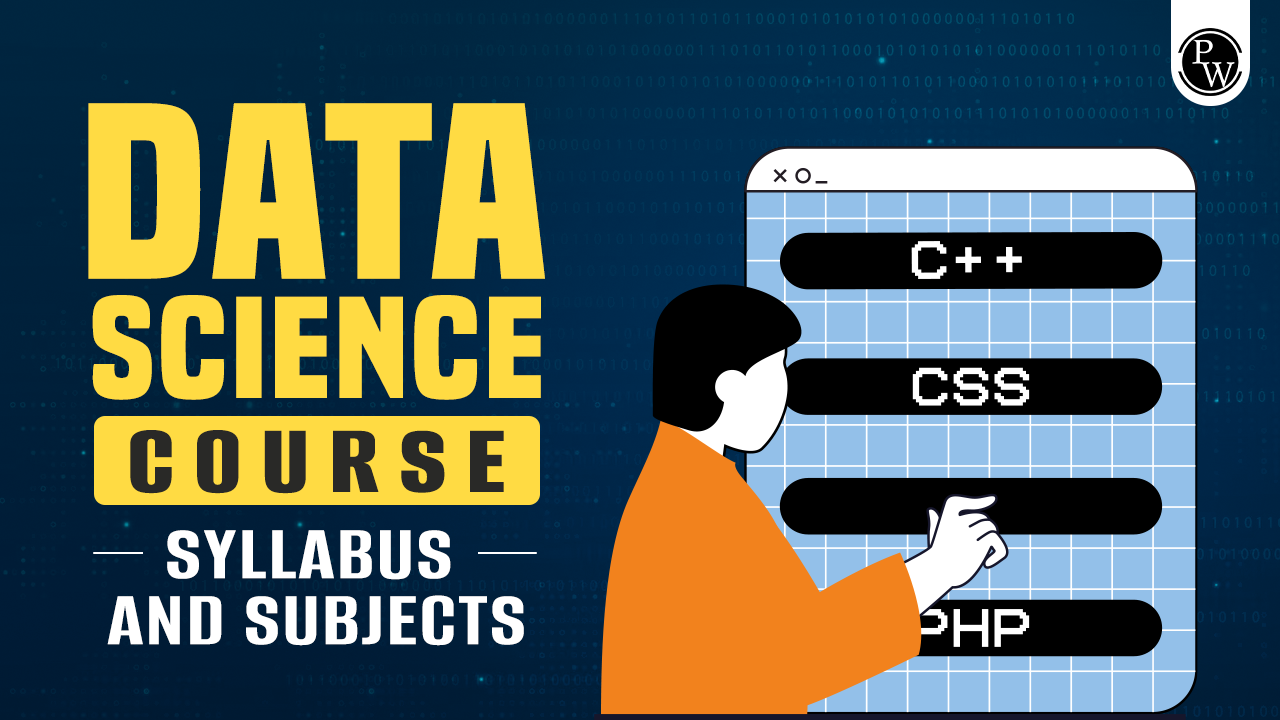 DATA
SCIENCE
COURSE
SYLLABUS
AND SUBJECTS
PW
C++
CSS
PHP